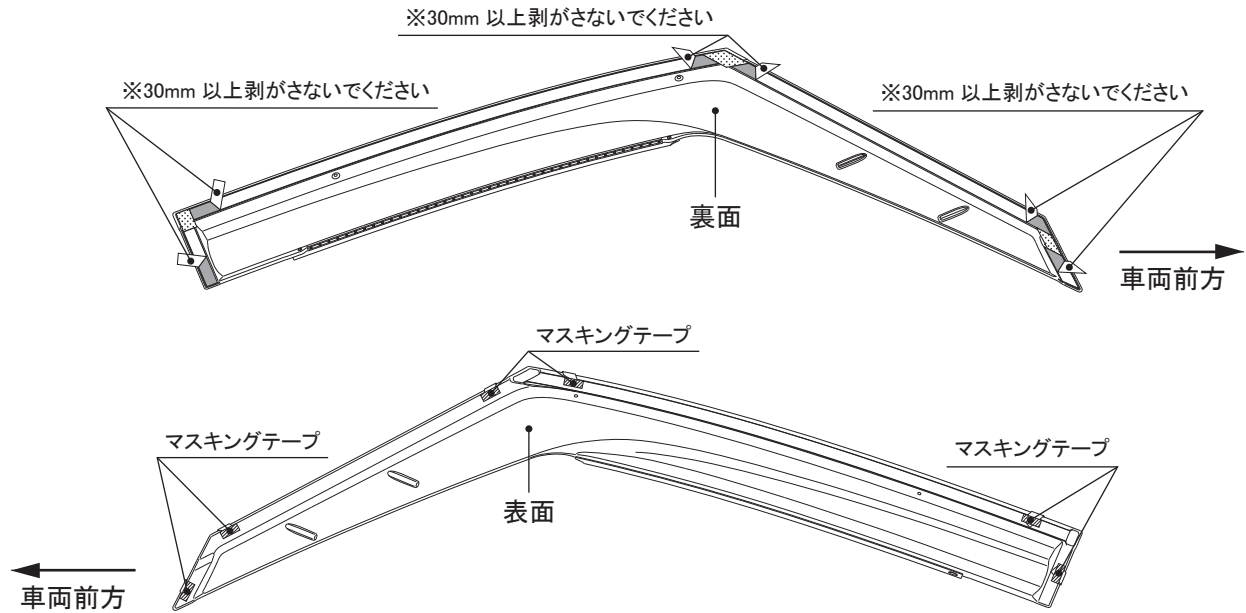 ※30mm 以上剥がさないでください
※30mm 以上剥がさないでください
※30mm 以上剥がさないでください
裏面
車両前方
マスキングテープ
マスキングテープ
マスキングテープ
表面
車両前方